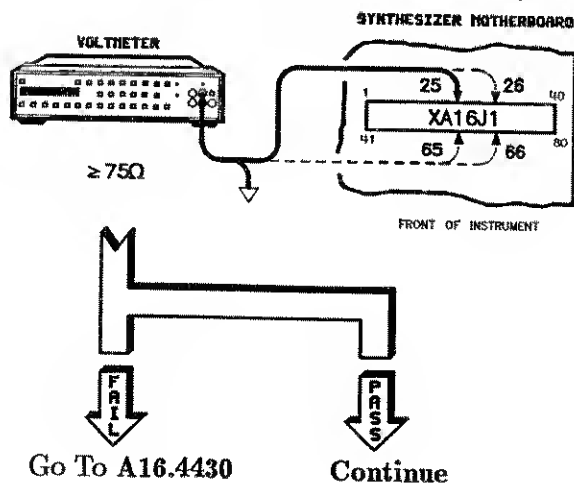 SYNTHESIZER MOTHERBOARD
VOLTMETER
1 25 26 40
XA16J1
41 65 66 80
≥ 75Ω
FRONT OF INSTRUMENT
FAIL
PASS
Go To A16.4430 Continue